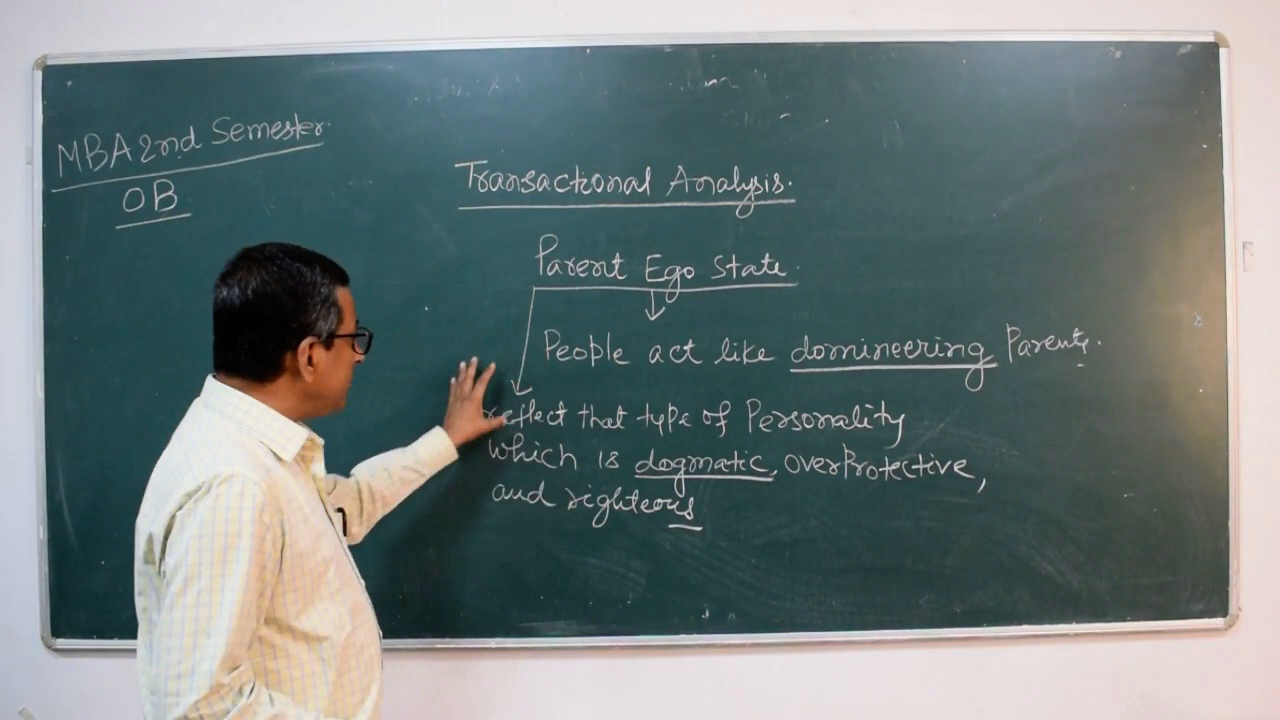 MBA 2nd Semester.
OB
Transactional Analysis.
Parent Ego State.
People act like domineering Parents.
reflect that type of Personality
which is dogmatic, overProtective,
and righteous